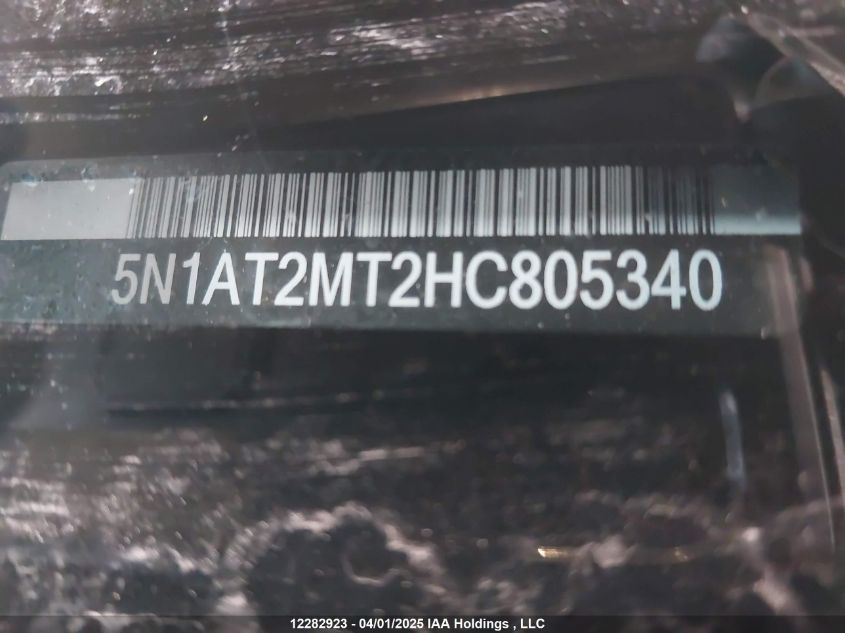 5N1AT2MT2HC805340
12282923 - 04/01/2025 IAA Holdings , LLC